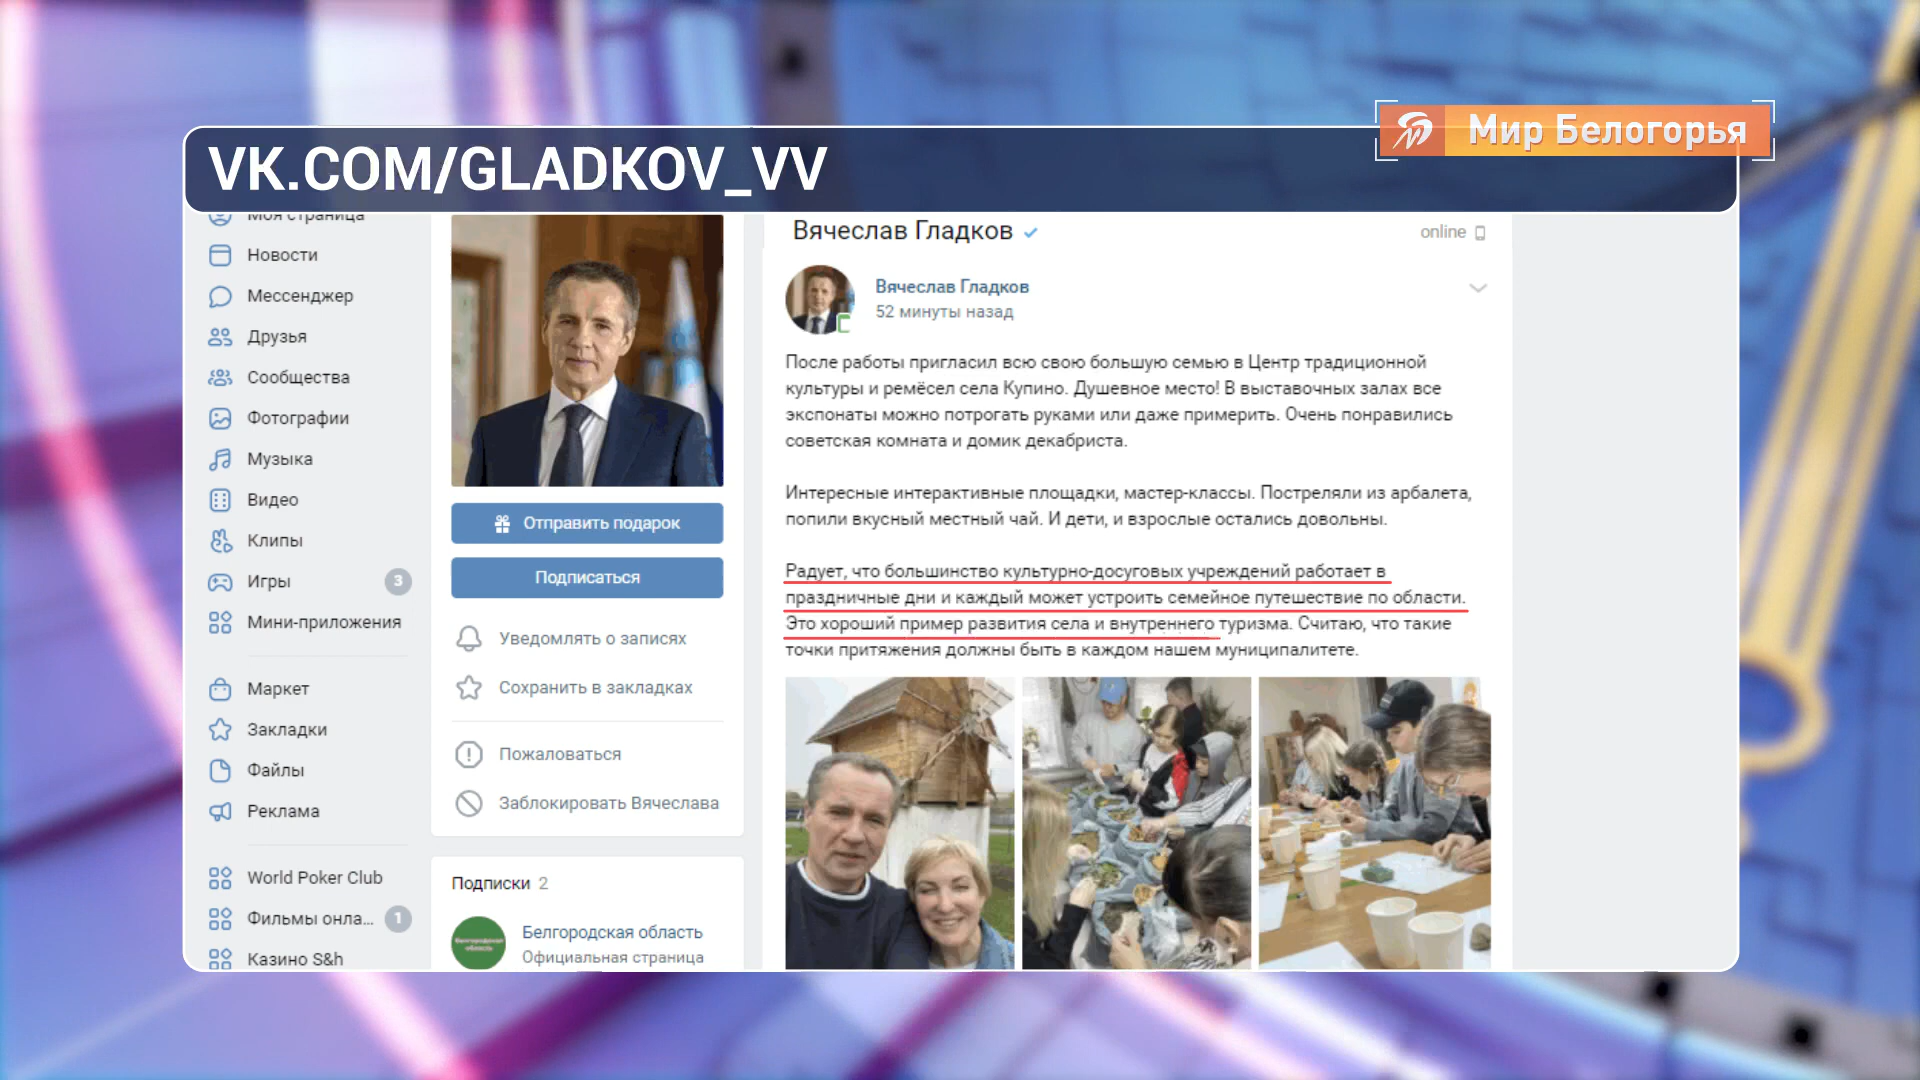 Мир Белогорья
VK.COM/GLADKOV_VV
Моя страница
Новости
Мессенджер
Друзья
Сообщества
Фотографии
Музыка
Видео
Клипы
Игры 3
Мини-приложения
Маркет
Закладки
Файлы
Реклама
World Poker Club
Фильмы онла... 1
Казино S&h
Отправить подарок
Подписаться
Уведомлять о записях
Сохранить в закладках
Пожаловаться
Заблокировать Вячеслава
Подписки 2
Белгородская область
Белгородская область
Официальная страница
Вячеслав Гладков
online
Вячеслав Гладков
52 минуты назад
После работы пригласил всю свою большую семью в Центр традиционной
культуры и ремёсел села Купино. Душевное место! В выставочных залах все
экспонаты можно потрогать руками или даже примерить. Очень понравились
советская комната и домик декабриста.
Интересные интерактивные площадки, мастер-классы. Постреляли из арбалета,
попили вкусный местный чай. И дети, и взрослые остались довольны.
Радует, что большинство культурно-досуговых учреждений работает в
праздничные дни и каждый может устроить семейное путешествие по области.
Это хороший пример развития села и внутреннего туризма. Считаю, что такие
точки притяжения должны быть в каждом нашем муниципалитете.